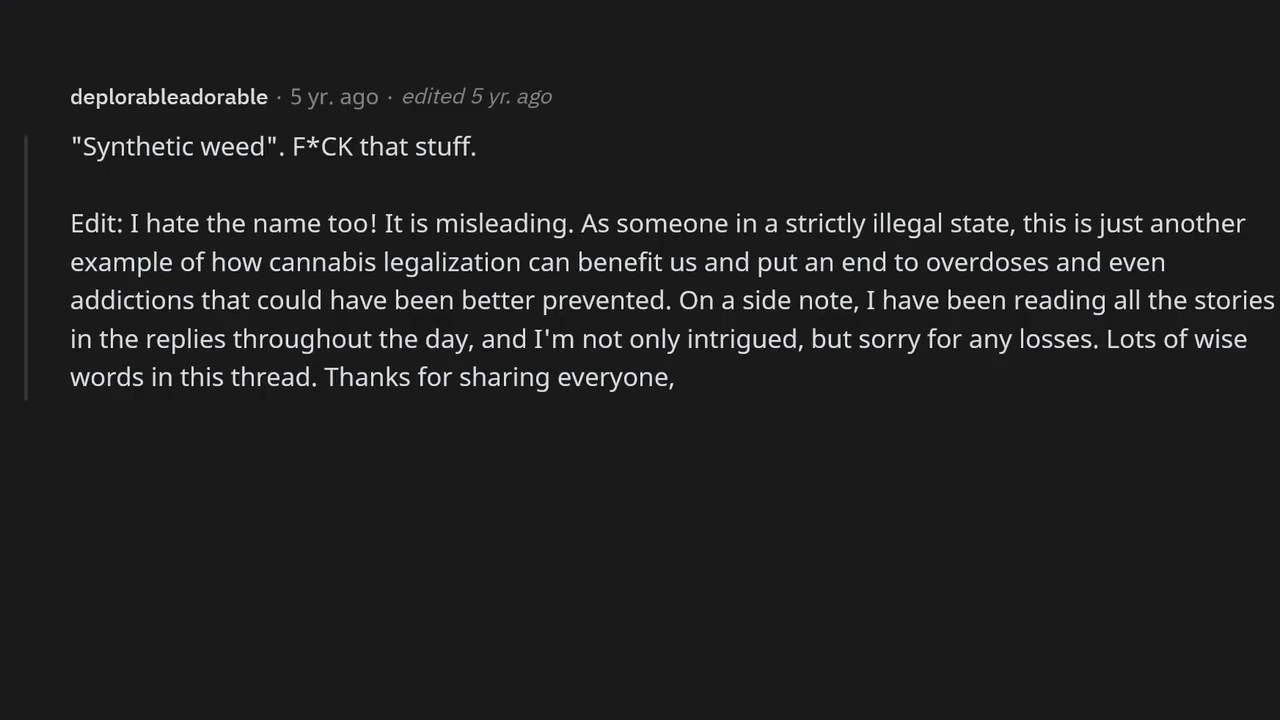 deplorableadorable · 5 yr. ago · edited 5 yr. ago
"Synthetic weed". F*CK that stuff.
Edit: I hate the name too! It is misleading. As someone in a strictly illegal state, this is just another
example of how cannabis legalization can benefit us and put an end to overdoses and even
addictions that could have been better prevented. On a side note, I have been reading all the stories
in the replies throughout the day, and I'm not only intrigued, but sorry for any losses. Lots of wise
words in this thread. Thanks for sharing everyone,